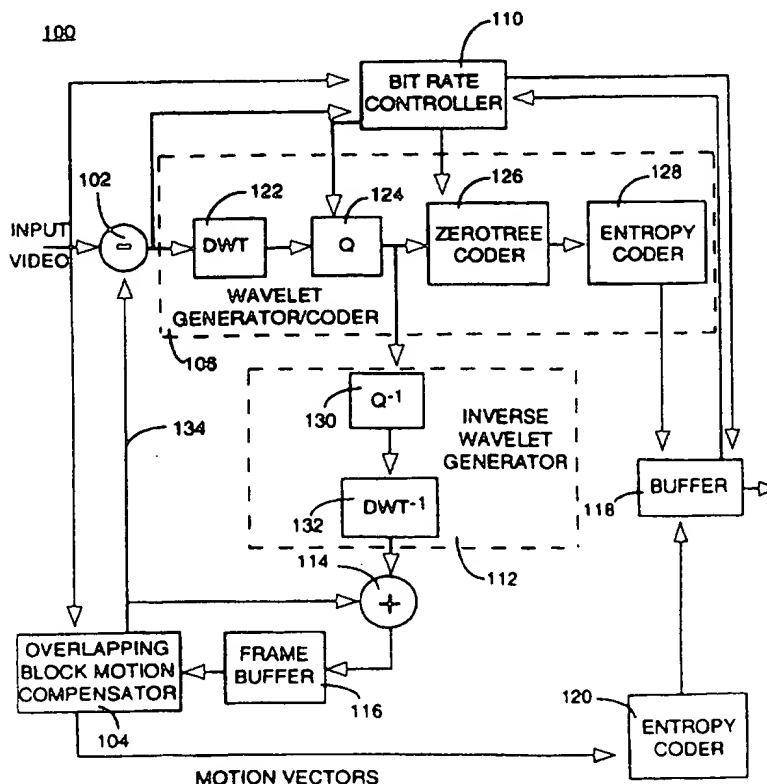 100
110
BIT RATE
CONTROLLER
102
122
124
126
128
INPUT
VIDEO
-
DWT
Q
ZEROTREE
CODER
ENTROPY
CODER
WAVELET
GENERATOR/CODER
106
130
Q-1
INVERSE
WAVELET
GENERATOR
134
132
DWT-1
118
BUFFER
114
112
+
OVERLAPPING
BLOCK MOTION
COMPENSATOR
FRAME
BUFFER
116
104
120
ENTROPY
CODER
MOTION VECTORS